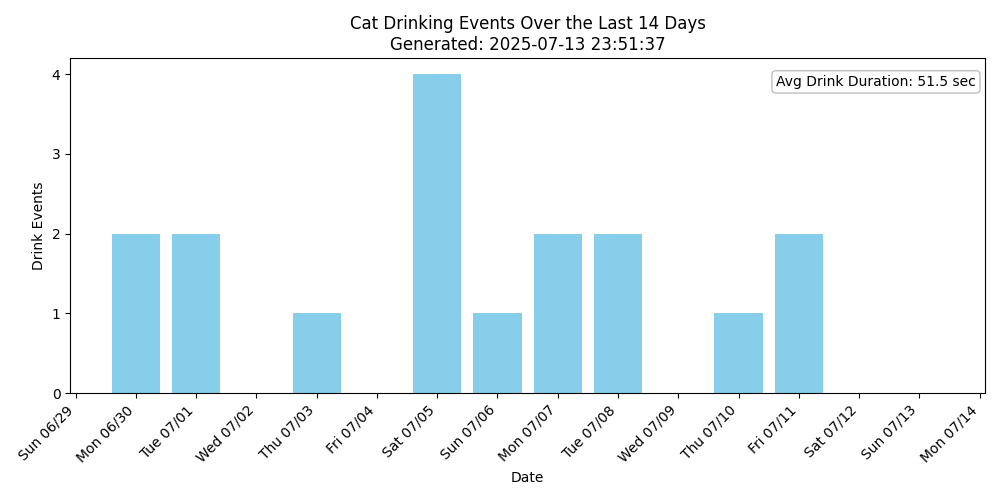 Cat Drinking Events Over the Last 14 Days
Generated: 2025-07-13 23:51:37
Avg Drink Duration: 51.5 sec
Drink Events
4
3
2
1
0
Sun 06/29
Mon 06/30
Tue 07/01
Wed 07/02
Thu 07/03
Fri 07/04
Sat 07/05
Sun 07/06
Mon 07/07
Tue 07/08
Wed 07/09
Thu 07/10
Fri 07/11
Sat 07/12
Sun 07/13
Mon 07/14
Date